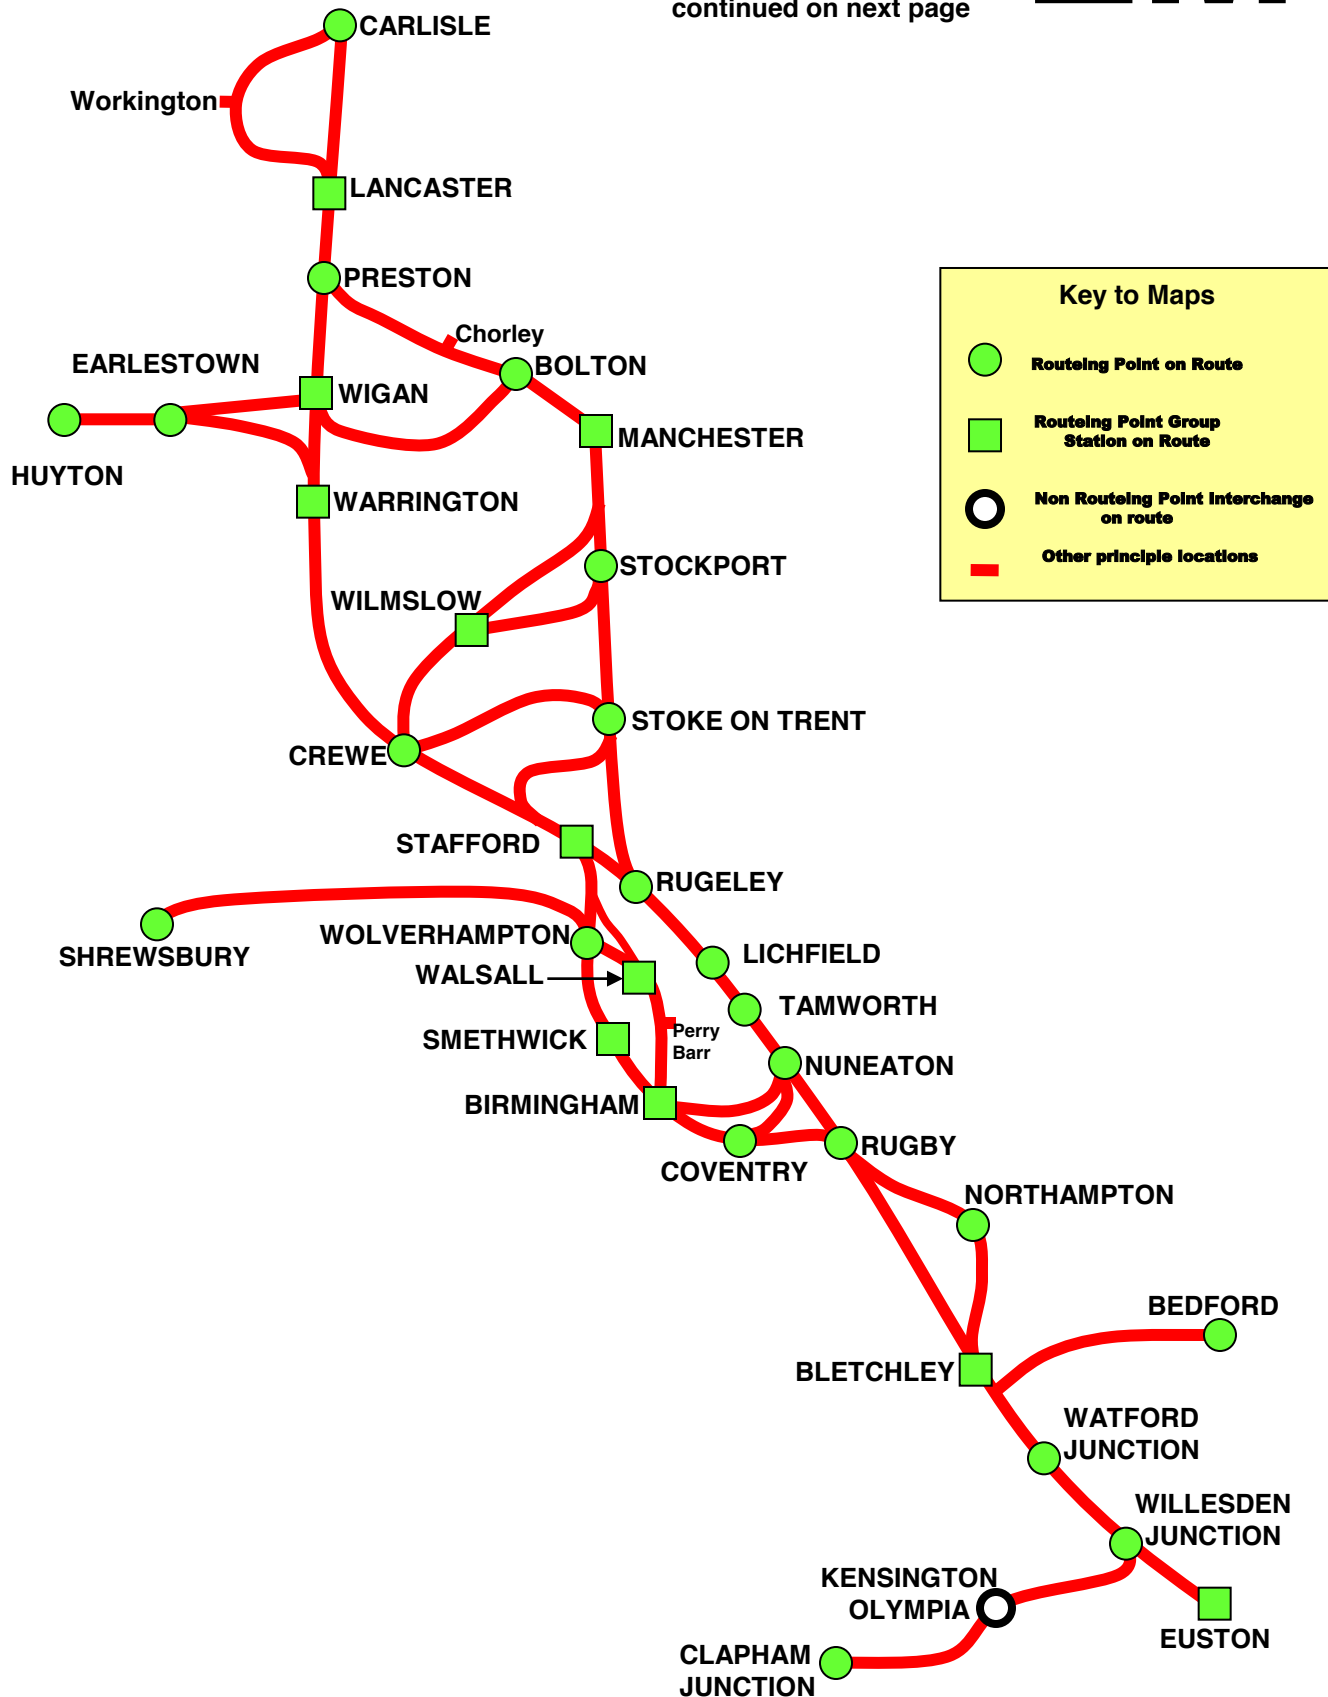 continued on next page
CARLISLE
Workington
LANCASTER
PRESTON
Chorley
EARLESTOWN
BOLTON
WIGAN
MANCHESTER
HUYTON
WARRINGTON
STOCKPORT
WILMSLOW
STOKE ON TRENT
CREWE
STAFFORD
RUGELEY
WOLVERHAMPTON
SHREWSBURY
LICHFIELD
WALSALL
TAMWORTH
SMETHWICK
Perry
Barr
NUNEATON
BIRMINGHAM
RUGBY
COVENTRY
NORTHAMPTON
BEDFORD
BLETCHLEY
WATFORD
JUNCTION
WILLESDEN
JUNCTION
KENSINGTON
OLYMPIA
EUSTON
CLAPHAM
JUNCTION
Key to Maps
Routeing Point on Route
Routeing Point Group
Station on Route
Non Routeing Point Interchange
on route
Other principle locations